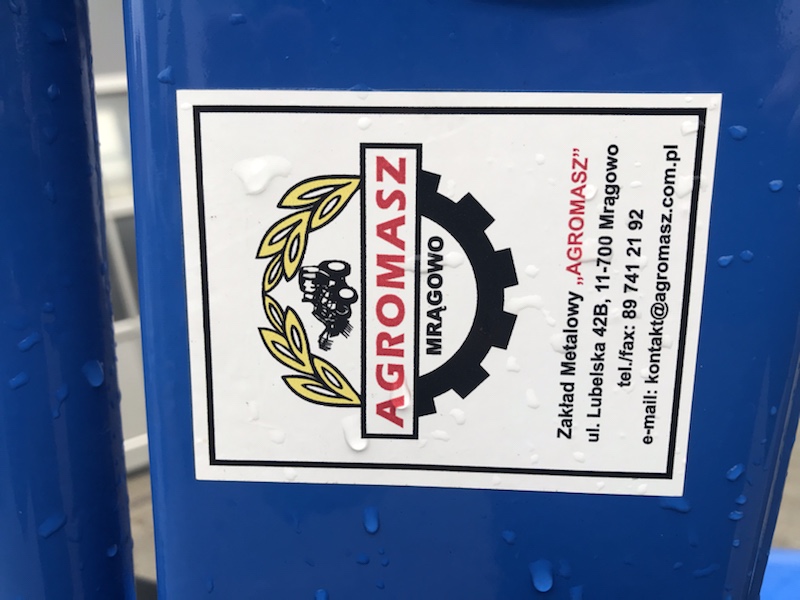 AGROMASZ
MRĄGOWO
Zakład Metalowy „AGROMASZ”
ul. Lubelska 42B, 11-700 Mrągowo
tel./fax: 89 741 21 92
e-mail: kontakt@agromasz.com.pl